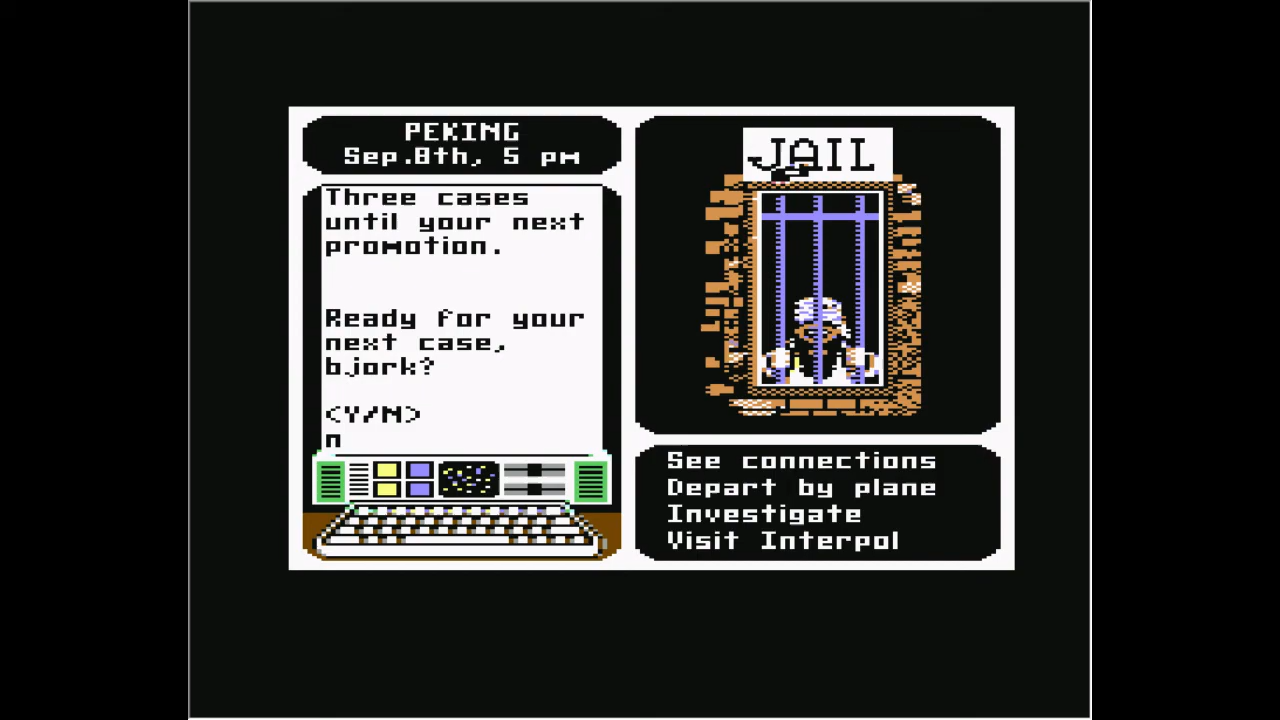 PEKING
Sep.8th, 5 pm
Three cases
until your next
promotion.
Ready for your
next case,
bjork?
<Y/N>
n
JAIL
See connections
Depart by plane
Investigate
Visit Interpol